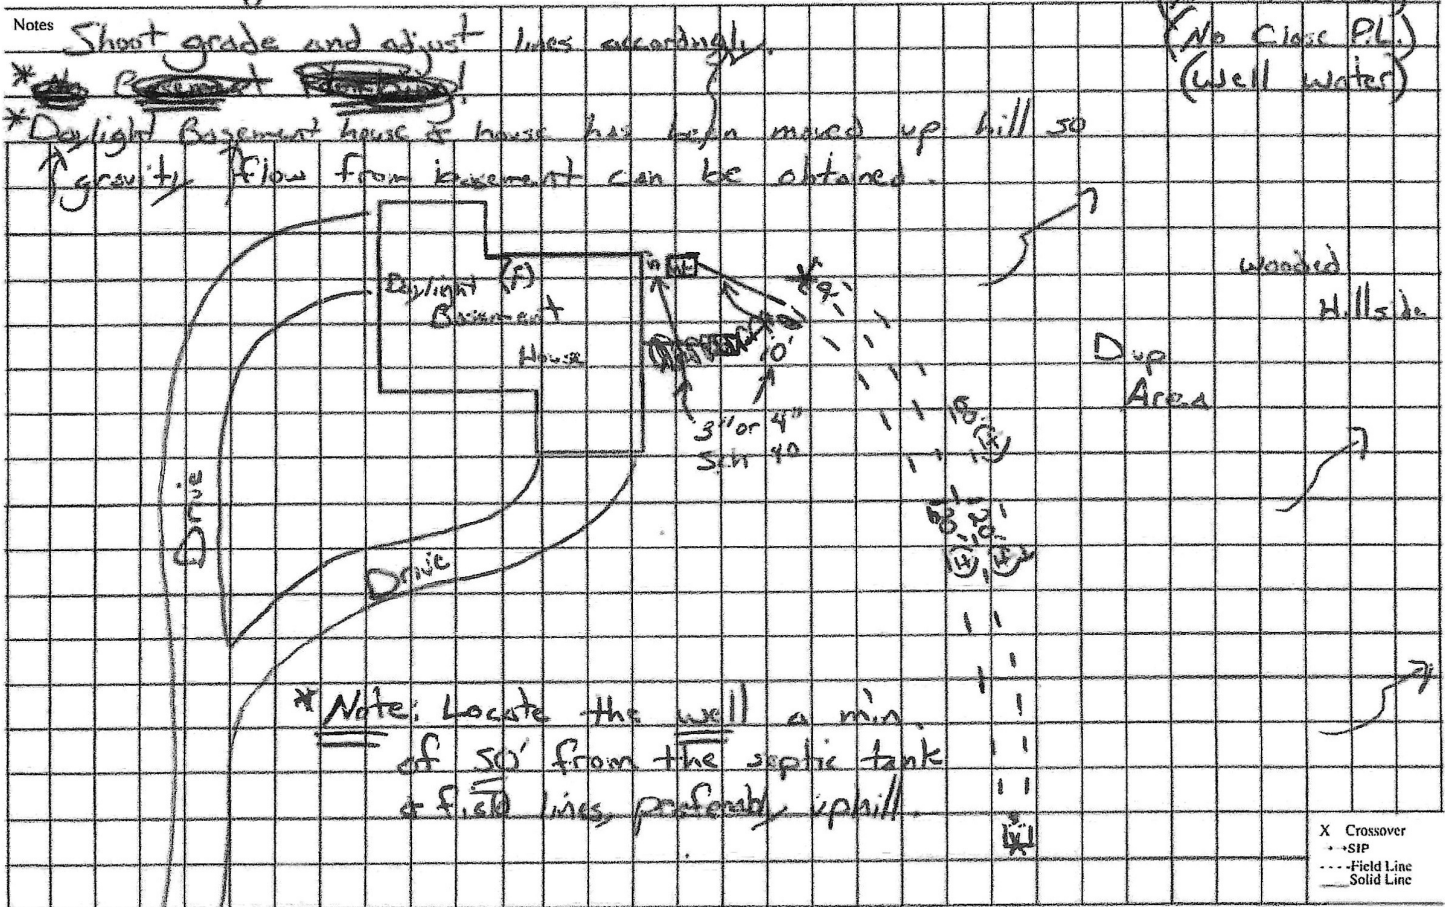 Notes
Shoot grade and adjust lines accordingly.
(No Close P.L.)
(Well water)
* Basement
* Daylight Basement house & house has been moved up hill so
gravity flow from basement can be obtained.
Daylight (F)
Basement
House
5'
10'
3" or 4"
Sch 40
Wooded
Hillside
Dup
Area
Drive
Drive
* Note: Locate the well a min.
of 50' from the septic tank
& field lines, preferably uphill.
X Crossover
SIP
Field Line
Solid Line